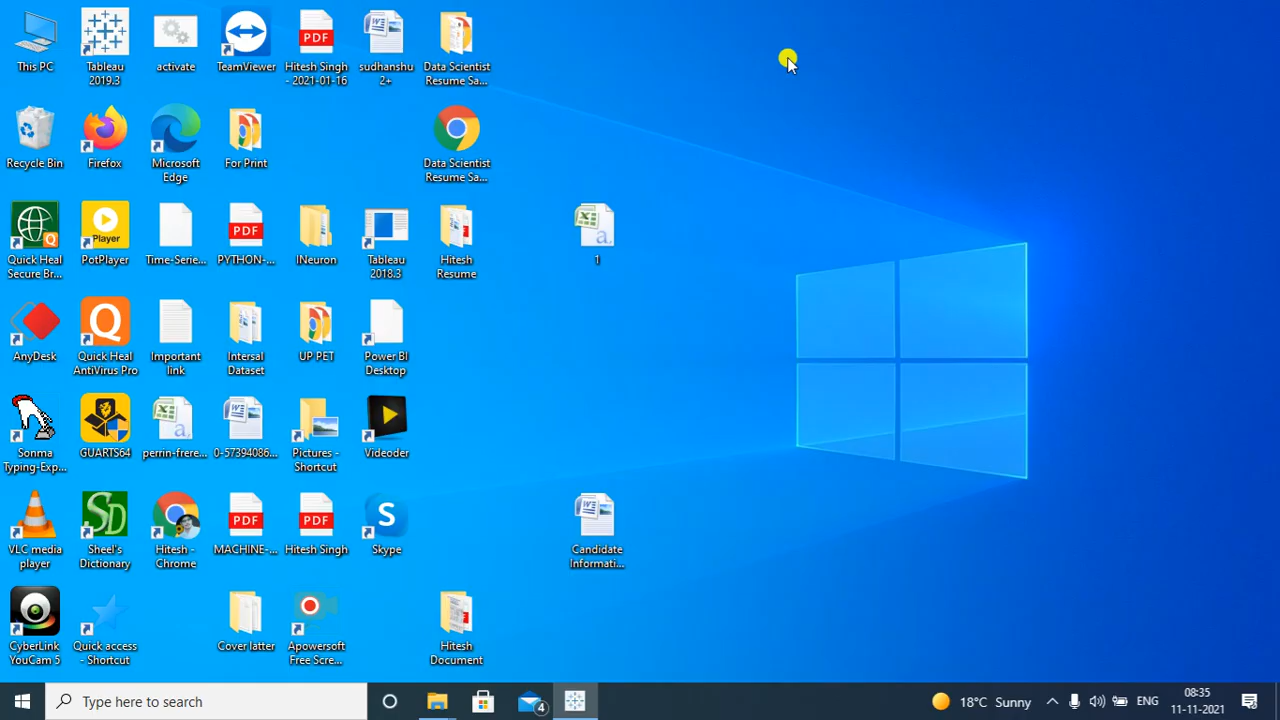 This PC
Tableau
2019.3
activate
TeamViewer
PDF
Hitesh Singh
- 2021-01-16
sudhanshu
2+
Data Scientist
Resume Sa...
Recycle Bin
Firefox
Microsoft
Edge
For Print
Data Scientist
Resume Sa...
Quick Heal
Secure Br...
Player
PotPlayer
Time-Serie...
PDF
PYTHON-...
INeuron
Tableau
2018.3
Hitesh
Resume
1
AnyDesk
Quick Heal
AntiVirus Pro
Important
link
Intersal
Dataset
UP PET
Power BI
Desktop
Sonma
Typing-Exp...
GUARTS64
perrin-frere...
0-57394086...
Pictures -
Shortcut
Videoder
VLC media
player
Sheel's
Dictionary
Hitesh -
Chrome
PDF
MACHINE-...
PDF
Hitesh Singh
Skype
Candidate
Informati...
CyberLink
YouCam 5
Quick access
- Shortcut
Cover latter
Apowersoft
Free Scre...
Hitesh
Document
Type here to search
4
18°C Sunny
ENG
08:35
11-11-2021